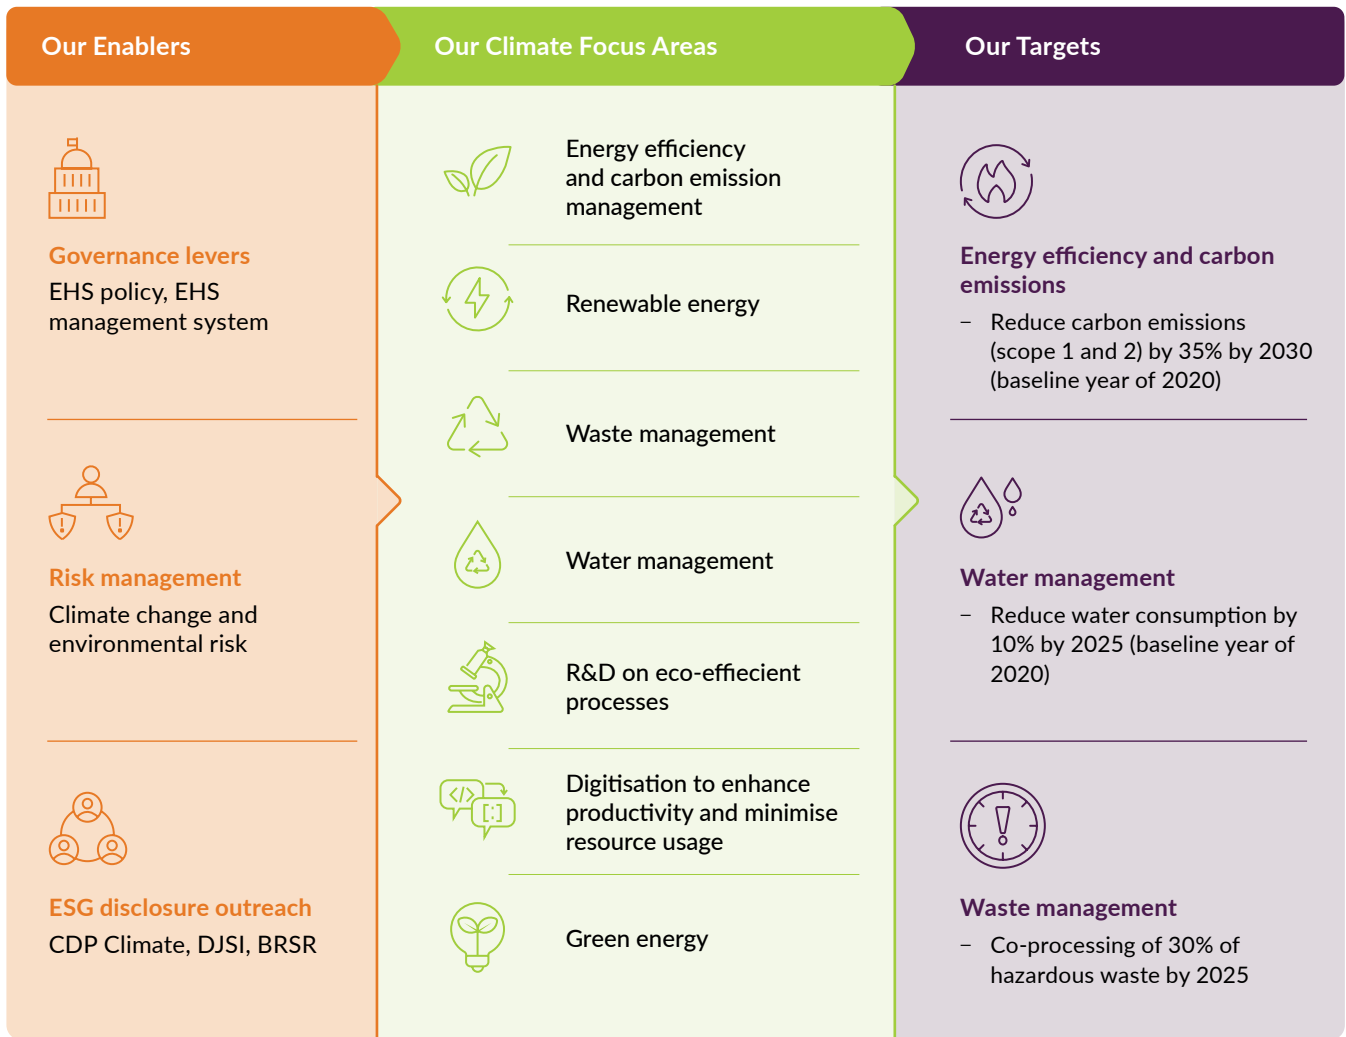 Our Enablers
Our Climate Focus Areas
Our Targets
Governance levers
EHS policy, EHS
management system
Risk management
Climate change and
environmental risk
ESG disclosure outreach
CDP Climate, DJSI, BRSR
Energy efficiency
and carbon emission
management
Renewable energy
Waste management
Water management
R&D on eco-effiecient
processes
Digitisation to enhance
productivity and minimise
resource usage
Green energy
Energy efficiency and carbon
emissions
– Reduce carbon emissions
(scope 1 and 2) by 35% by 2030
(baseline year of 2020)
Water management
– Reduce water consumption by
10% by 2025 (baseline year of
2020)
Waste management
– Co-processing of 30% of
hazardous waste by 2025